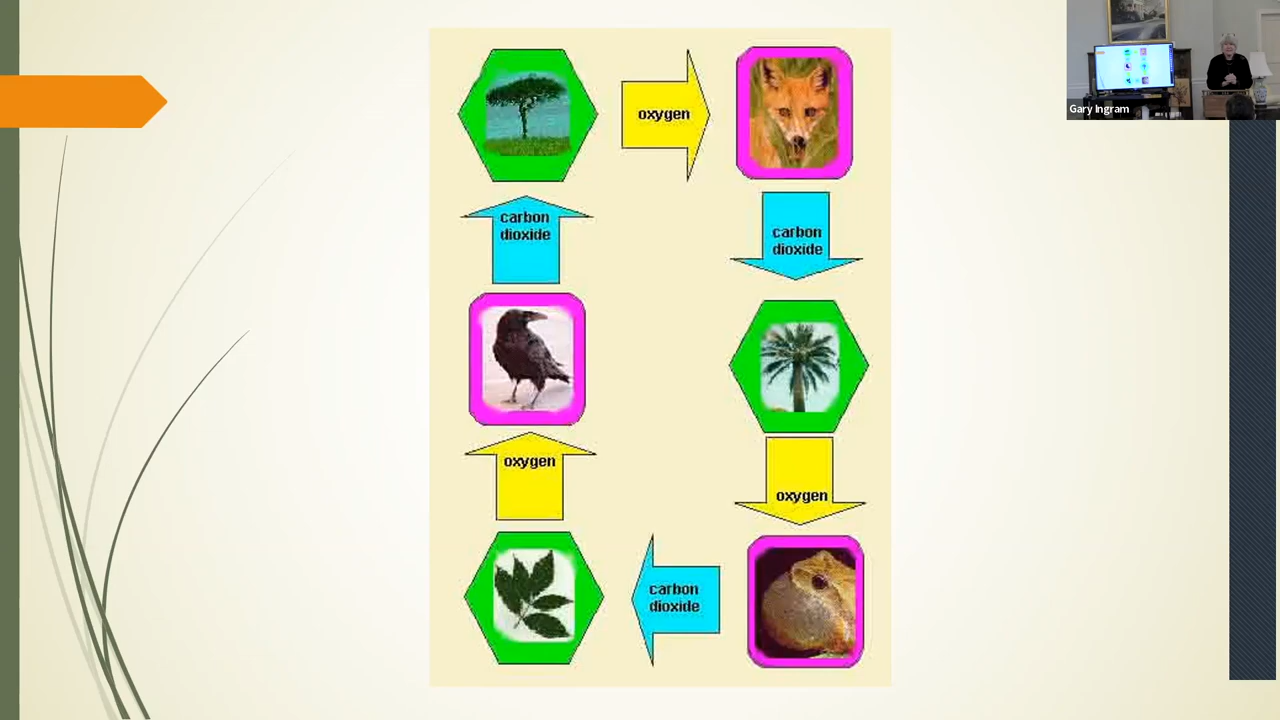 oxygen
Gary Ingram
carbon
dioxide
carbon
dioxide
oxygen
oxygen
carbon
dioxide